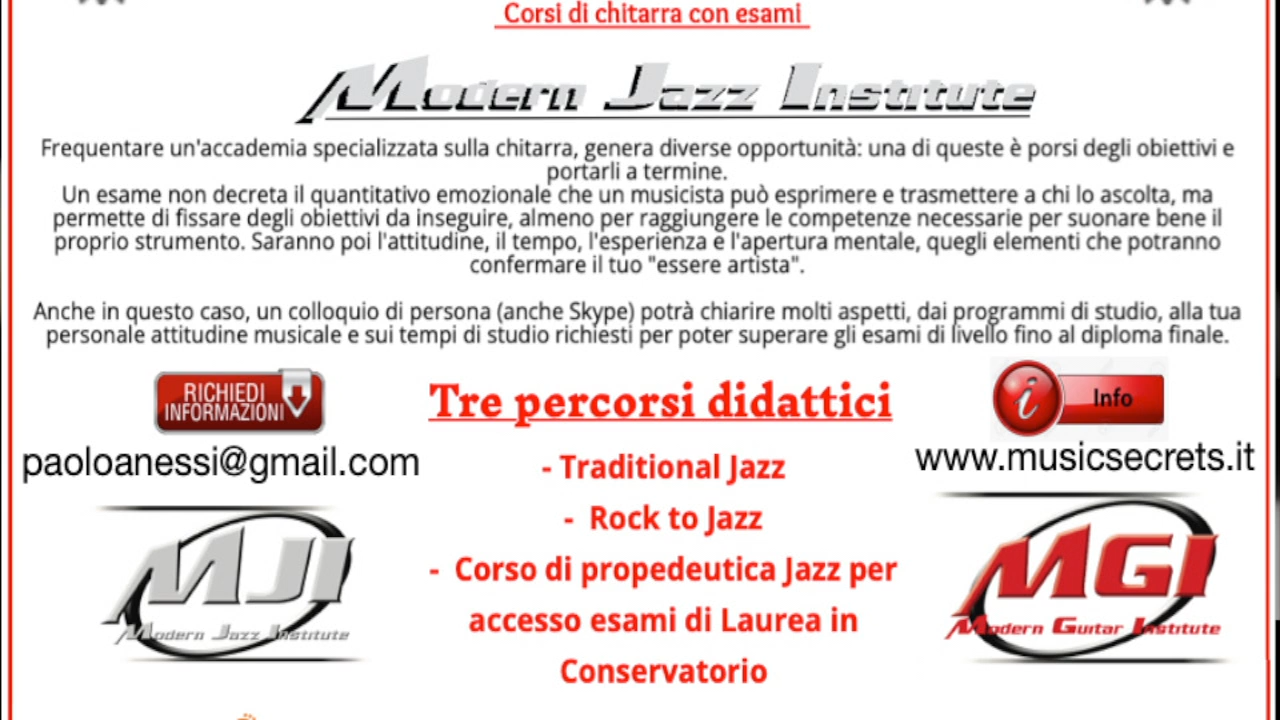 Corsi di chitarra con esami
Modern Jazz Institute
Frequentare un'accademia specializzata sulla chitarra, genera diverse opportunità: una di queste è porsi degli obiettivi e
portarli a termine.
Un esame non decreta il quantitativo emozionale che un musicista può esprimere e trasmettere a chi lo ascolta, ma
permette di fissare degli obiettivi da inseguire, almeno per raggiungere le competenze necessarie per suonare bene il
proprio strumento. Saranno poi l'attitudine, il tempo, l'esperienza e l'apertura mentale, quegli elementi che potranno
confermare il tuo "essere artista".
Anche in questo caso, un colloquio di persona (anche Skype) potrà chiarire molti aspetti, dai programmi di studio, alla tua
personale attitudine musicale e sui tempi di studio richiesti per poter superare gli esami di livello fino al diploma finale.
RICHIEDI
INFORMAZIONI
paoloanessi@gmail.com
Tre percorsi didattici
i Info
www.musicsecrets.it
- Traditional Jazz
- Rock to Jazz
- Corso di propedeutica Jazz per
accesso esami di Laurea in
Conservatorio
MJI
Modern Jazz Institute
MGI
Modern Guitar Institute